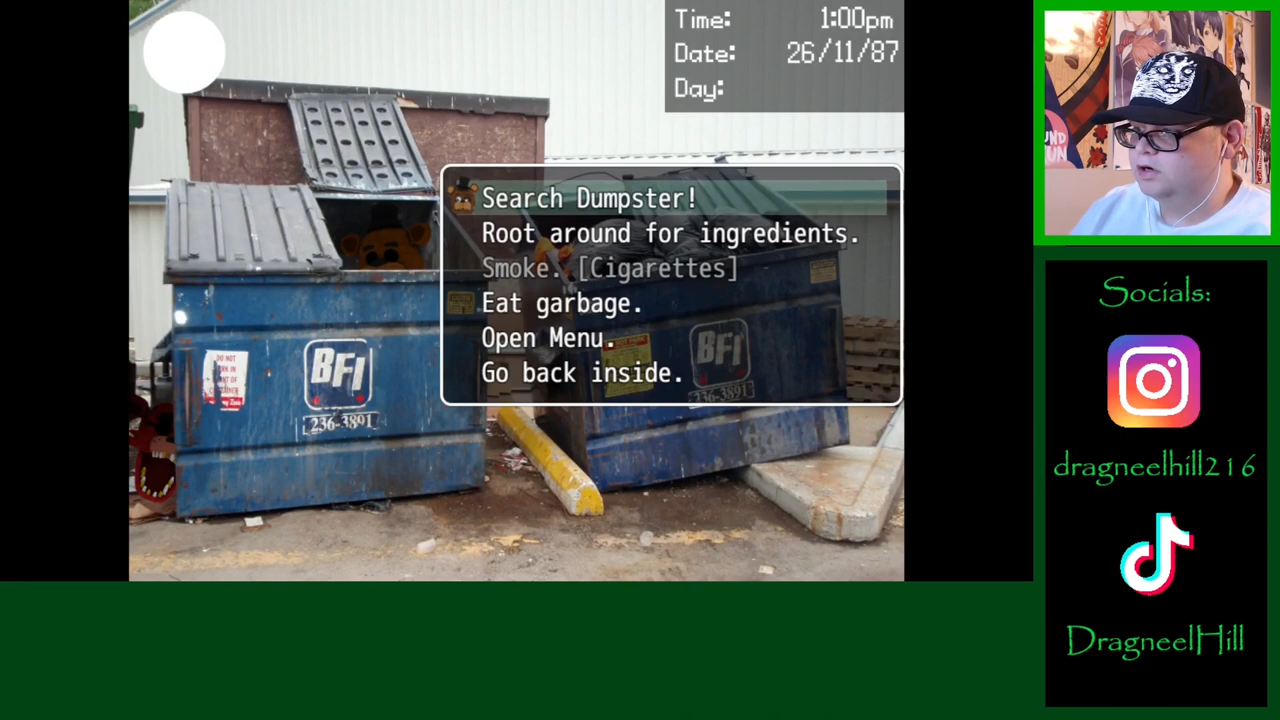 Time: 1:00pm
Date: 26/11/87
Day:
Search Dumpster!
Root around for ingredients.
Smoke. [Cigarettes]
Eat garbage.
Open Menu.
Go back inside.
BFI
236-3891
BFI
236-3891
DO NOT
Socials:
dragneelhill216
DragneelHill